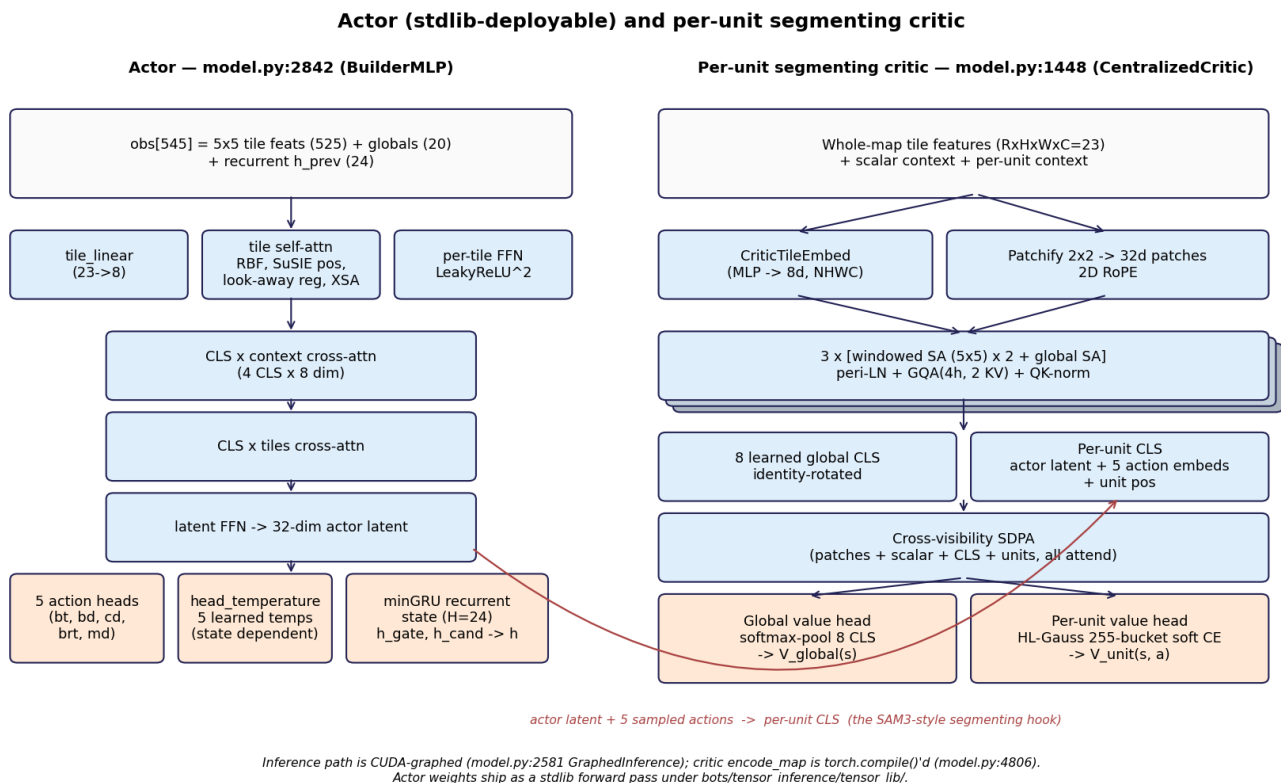 Actor (stdlib-deployable) and per-unit segmenting critic
Actor — model.py:2842 (BuilderMLP)
obs[545] = 5x5 tile feats (525) + globals (20)
+ recurrent h_prev (24)
tile_linear
(23->8)
tile self-attn
RBF, SuSIE pos,
look-away reg, XSA
per-tile FFN
LeakyReLU^2
CLS x context cross-attn
(4 CLS x 8 dim)
CLS x tiles cross-attn
latent FFN -> 32-dim actor latent
5 action heads
(bt, bd, cd,
brt, md)
head_temperature
5 learned temps
(state dependent)
minGRU recurrent
state (H=24)
h_gate, h_cand -> h
Per-unit segmenting critic — model.py:1448 (CentralizedCritic)
Whole-map tile features (RxHxWxC=23)
+ scalar context + per-unit context
CriticTileEmbed
(MLP -> 8d, NHWC)
Patchify 2x2 -> 32d patches
2D RoPE
3 x [windowed SA (5x5) x 2 + global SA]
peri-LN + GQA(4h, 2 KV) + QK-norm
8 learned global CLS
identity-rotated
Per-unit CLS
actor latent + 5 action embeds
+ unit pos
Cross-visibility SDPA
(patches + scalar + CLS + units, all attend)
Global value head
softmax-pool 8 CLS
-> V_global(s)
Per-unit value head
HL-Gauss 255-bucket soft CE
-> V_unit(s, a)
actor latent + 5 sampled actions -> per-unit CLS (the SAM3-style segmenting hook)
Inference path is CUDA-graphed (model.py:2581 GraphedInference); critic encode_map is torch.compile()'d (model.py:4806).
Actor weights ship as a stdlib forward pass under bots/tensor_inference/tensor_lib/.